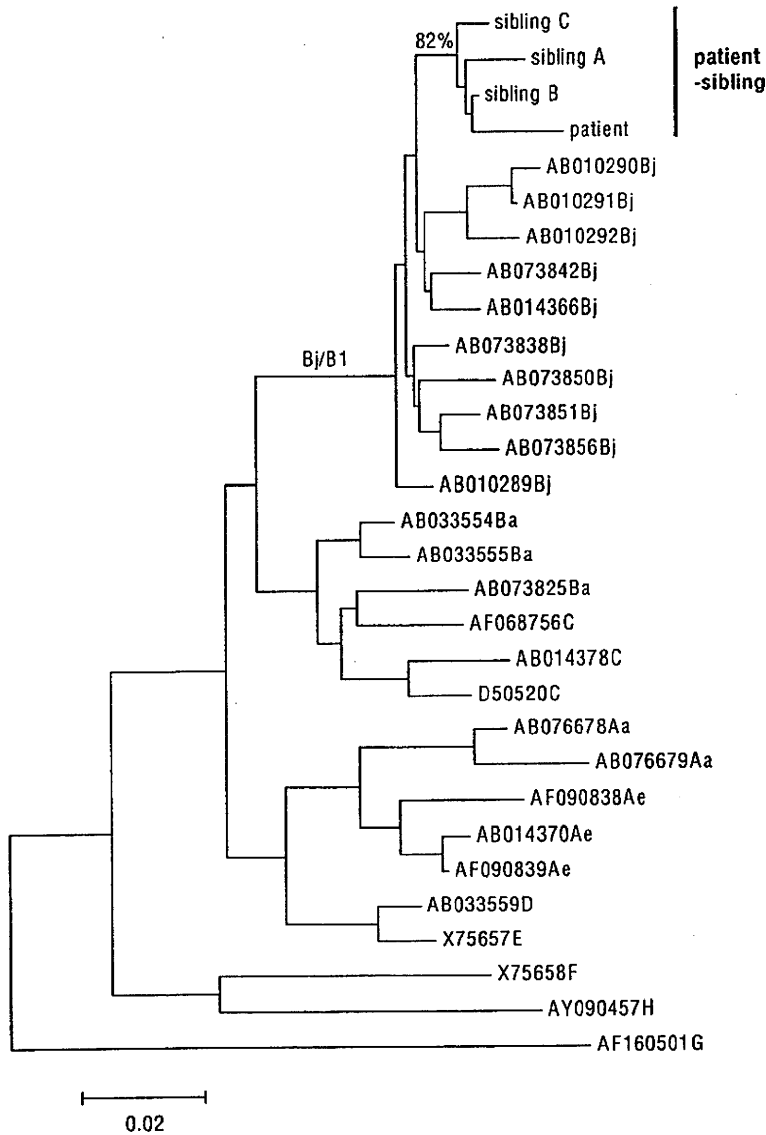 sibling C
82%
sibling A
patient
-sibling
sibling B
patient
AB010290Bj
AB010291Bj
AB010292Bj
AB073842Bj
AB014366Bj
AB073838Bj
Bj/B1
AB073850Bj
AB073851Bj
AB073856Bj
AB010289Bj
AB033554Ba
AB033555Ba
AB073825Ba
AF068756C
AB014378C
D50520C
AB076678Aa
AB076679Aa
AF090838Ae
AB014370Ae
AF090839Ae
AB033559D
X75657E
X75658F
AY090457H
AF160501G
0.02